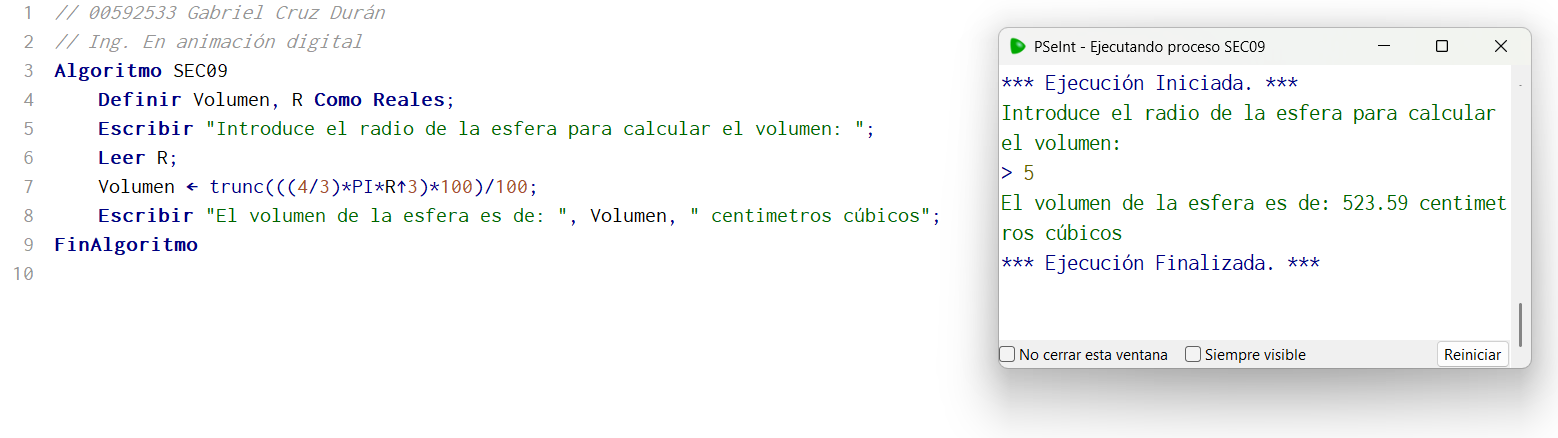 1 // 00592533 Gabriel Cruz Durán
2 // Ing. En animación digital
3 Algoritmo SEC09
4 Definir Volumen, R Como Reales;
5 Escribir "Introduce el radio de la esfera para calcular el volumen: ";
6 Leer R;
7 Volumen ← trunc(((4/3)*PI*R↑3)*100)/100;
8 Escribir "El volumen de la esfera es de: ", Volumen, " centimetros cúbicos";
9 FinAlgoritmo
10
PSeInt - Ejecutando proceso SEC09
*** Ejecución Iniciada. ***
Introduce el radio de la esfera para calcular
el volumen:
> 5
El volumen de la esfera es de: 523.59 centimet
ros cúbicos
*** Ejecución Finalizada. ***
No cerrar esta ventana Siempre visible Reiniciar